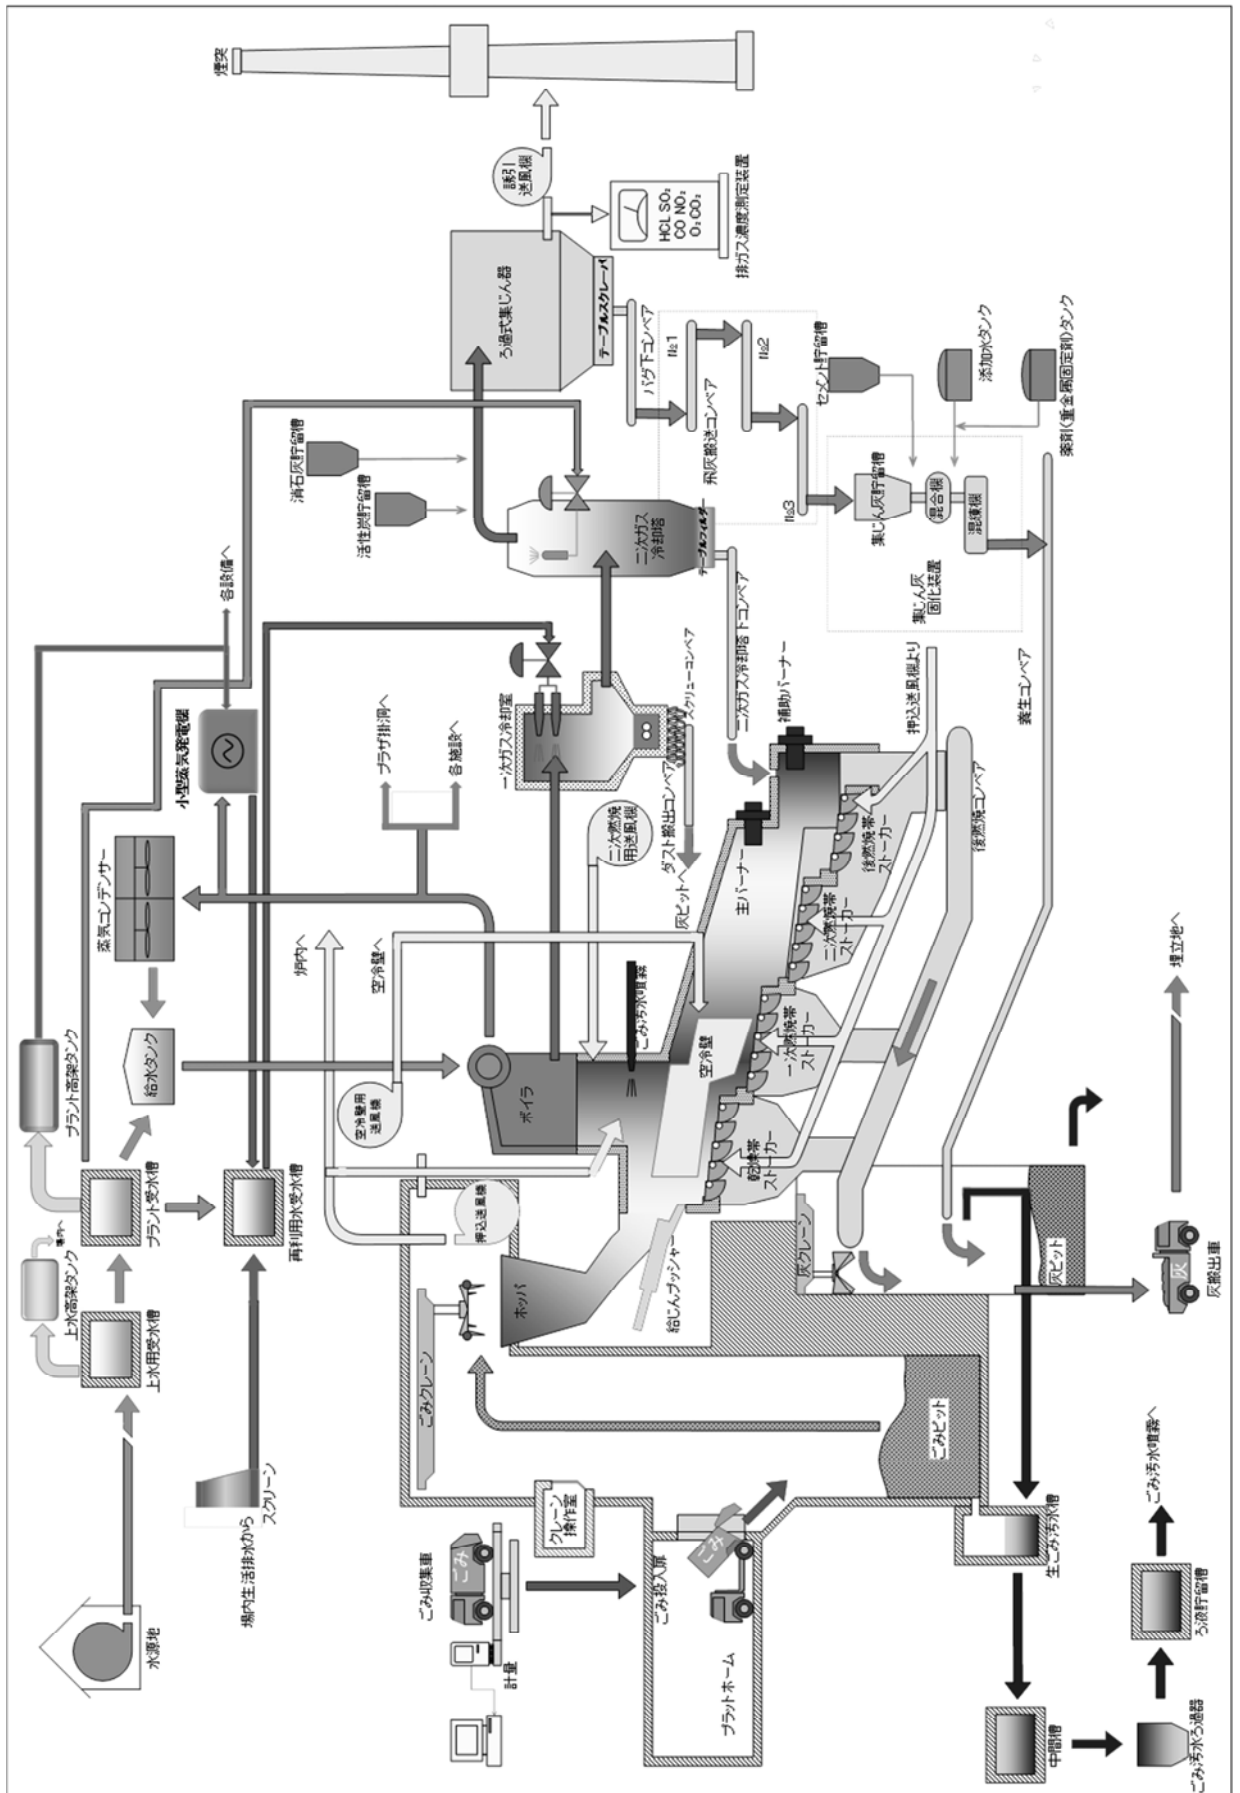 煙突
誘引
送風機
HCL SO₂
CO NO₂
O₂ CO₂
排ガス濃度測定装置
ろ過式集じん器
テーブルスクレーパ
バグ下コンベア
飛灰搬送コンベア
№1
№2
№3
セメント貯留槽
添加水タンク
薬剤(重金属固定剤)タンク
集じん灰貯留槽
混合機
混煉機
集じん灰
固化装置
養生コンベア
消石灰貯留槽
活性炭貯留槽
二次ガス
冷却塔
テーブルフィルダー
二次ガス冷却塔下コンベア
各設備へ
小型蒸気発電機
プラザ掛洞へ
各施設へ
一次ガス冷却室
スクリューコンベア
ダスト搬出コンベア
灰ピットへ
二次燃焼
用送風機
補助バーナー
主バーナー
押込送風機より
後燃焼コンベア
後燃焼帯
ストーカー
二次燃焼帯
ストーカー
一次燃焼帯
ストーカー
乾燥帯
ストーカー
蒸気コンデンサー
炉内へ
空冷壁へ
ごみ汚水噴霧
空冷壁
プラント高架タンク
給水タンク
空冷壁用
送風機
ボイラ
プラント受水槽
再利用水受水槽
場内へ
上水高架タンク
上水用受水槽
押込送風機
ホッパ
給じんプッシャー
灰クレーン
灰ピット
埋立地へ
灰
灰搬出車
ごみクレーン
ごみピット
スクリーン
場内生活排水から
水源地
クレーン
操作室
ごみ収集車
ごみ
計量
ごみ投入扉
ごみ
プラットホーム
生ごみ汚水槽
中間槽
ごみ汚水ろ過器
ろ液貯留槽
ごみ汚水噴霧へ